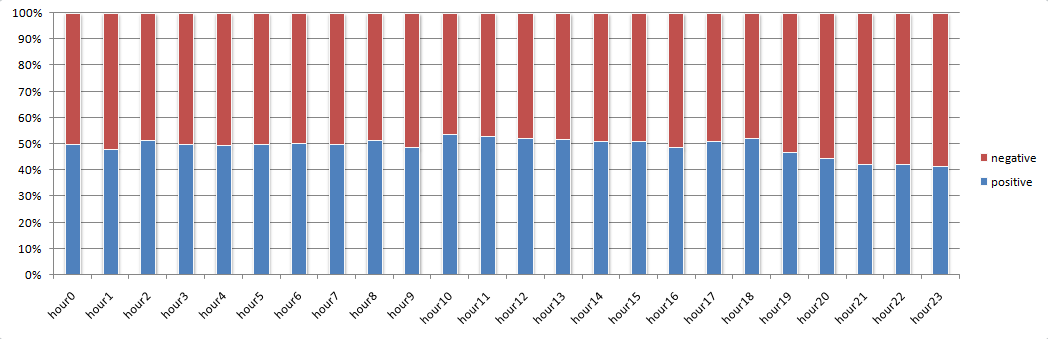 100%
90%
80%
70%
60%
50%
40%
30%
20%
10%
0%
hour0
hour1
hour2
hour3
hour4
hour5
hour6
hour7
hour8
hour9
hour10
hour11
hour12
hour13
hour14
hour15
hour16
hour17
hour18
hour19
hour20
hour21
hour22
hour23
negative
positive